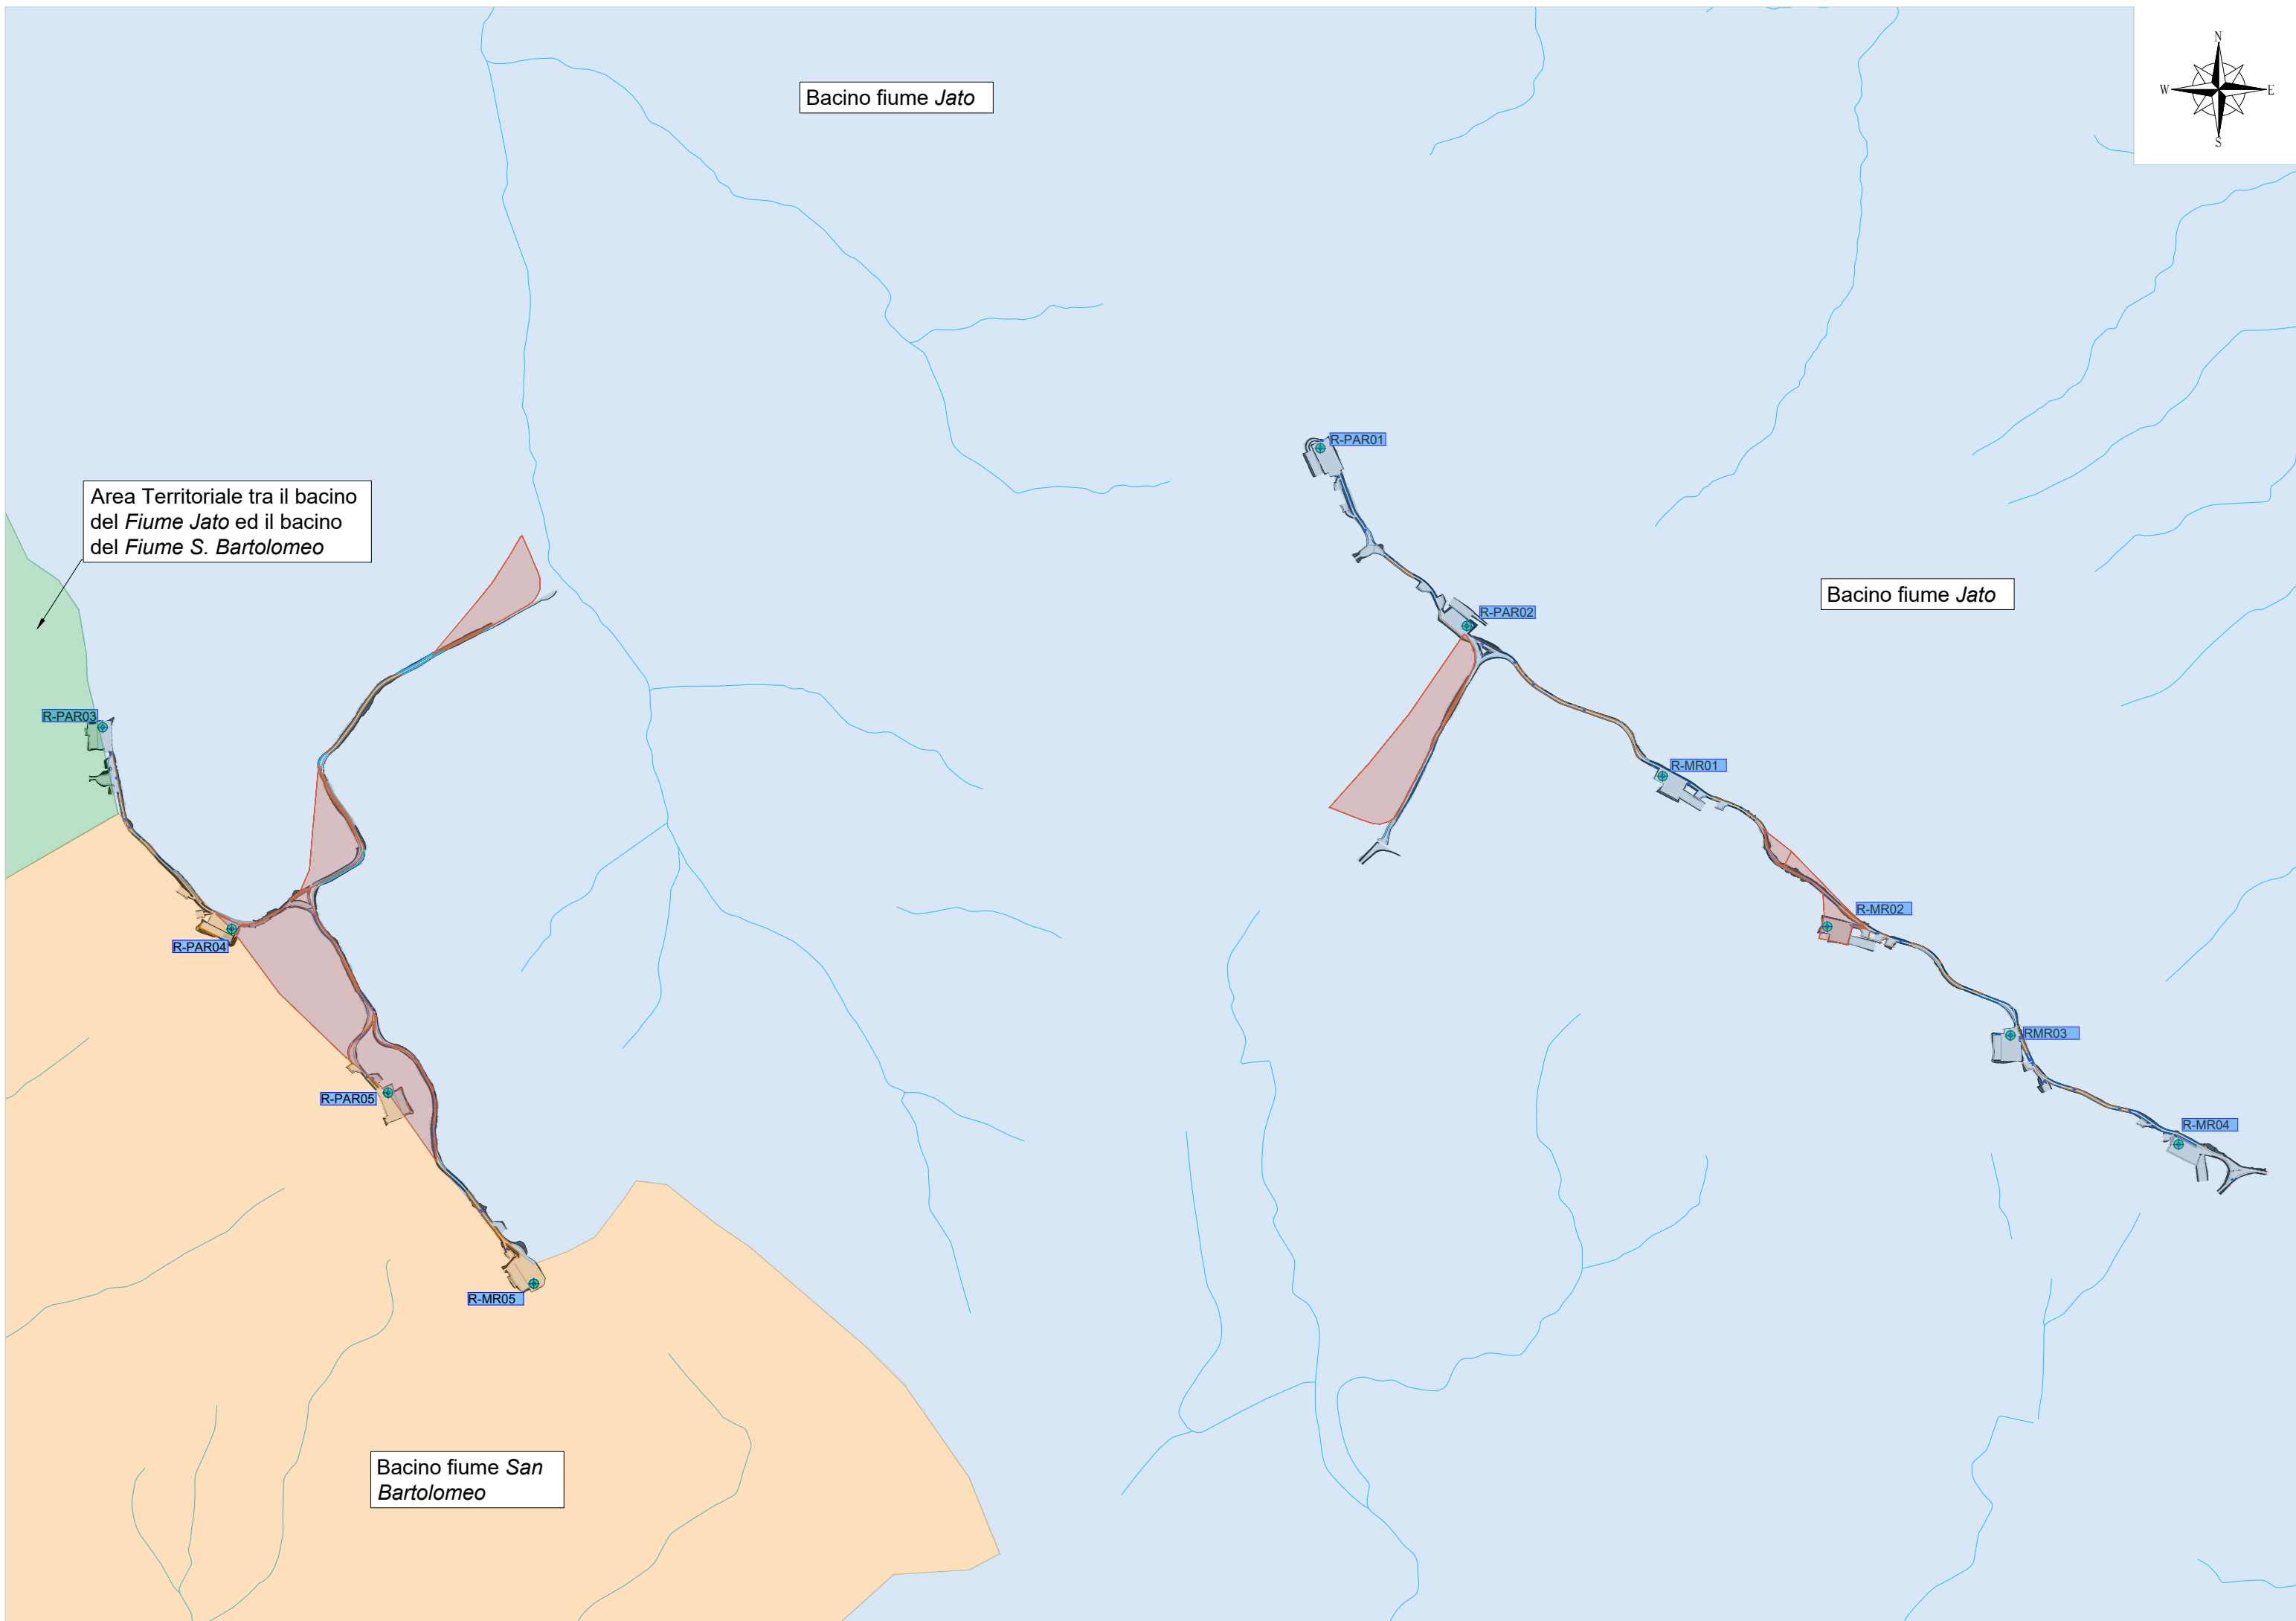 N
W
E
S
Bacino fiume Jato
R-PAR01
Area Territoriale tra il bacino
del Fiume Jato ed il bacino
del Fiume S. Bartolomeo
Bacino fiume Jato
R-PAR02
R-PAR03
R-MR01
R-MR02
R-PAR04
RMR03
R-PAR05
R-MR04
R-MR05
Bacino fiume San
Bartolomeo